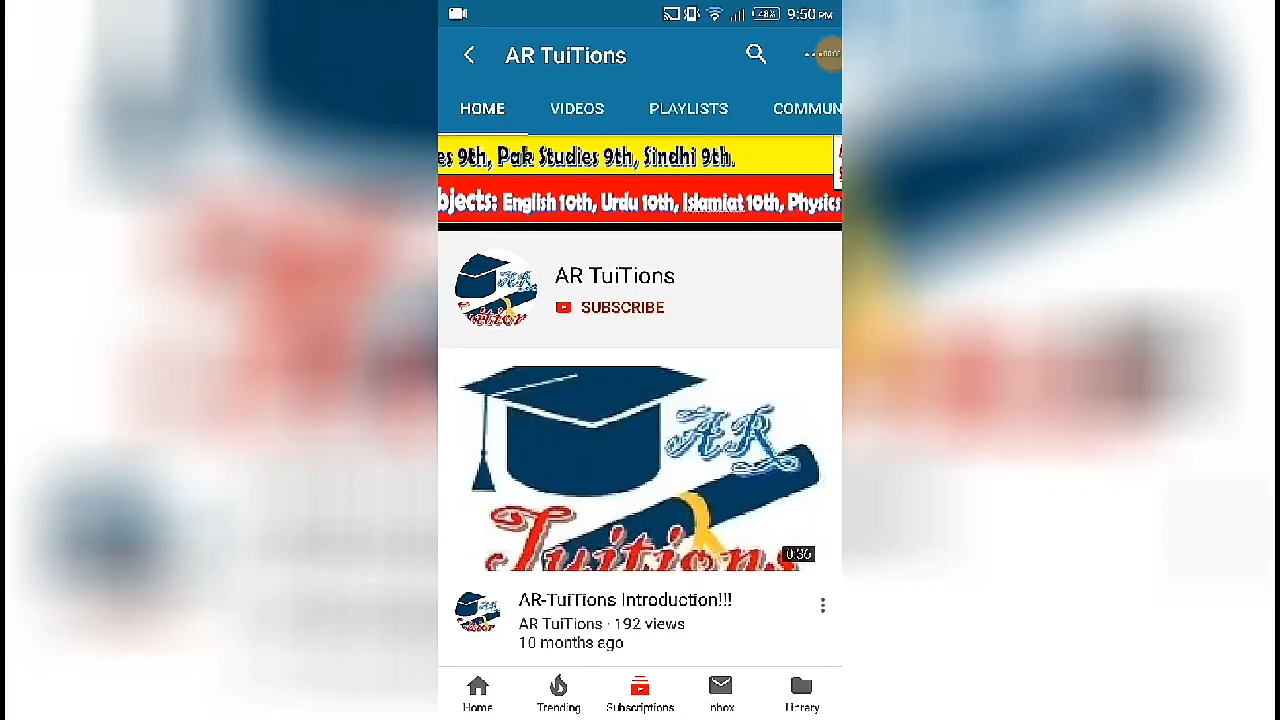 48% 9:50 PM
AR TuiTions
HOME VIDEOS PLAYLISTS COMMUN
es 9th, Pak Studies 9th, Sindhi 9th.
bjects: English 10th, Urdu 10th, Islamiat 10th, Physics
AR TuiTions
SUBSCRIBE
AR
Tuitions
0:36
AR-TuiTions Introduction!!!
AR TuiTions · 192 views
10 months ago
Home Trending Subscriptions Inbox Library